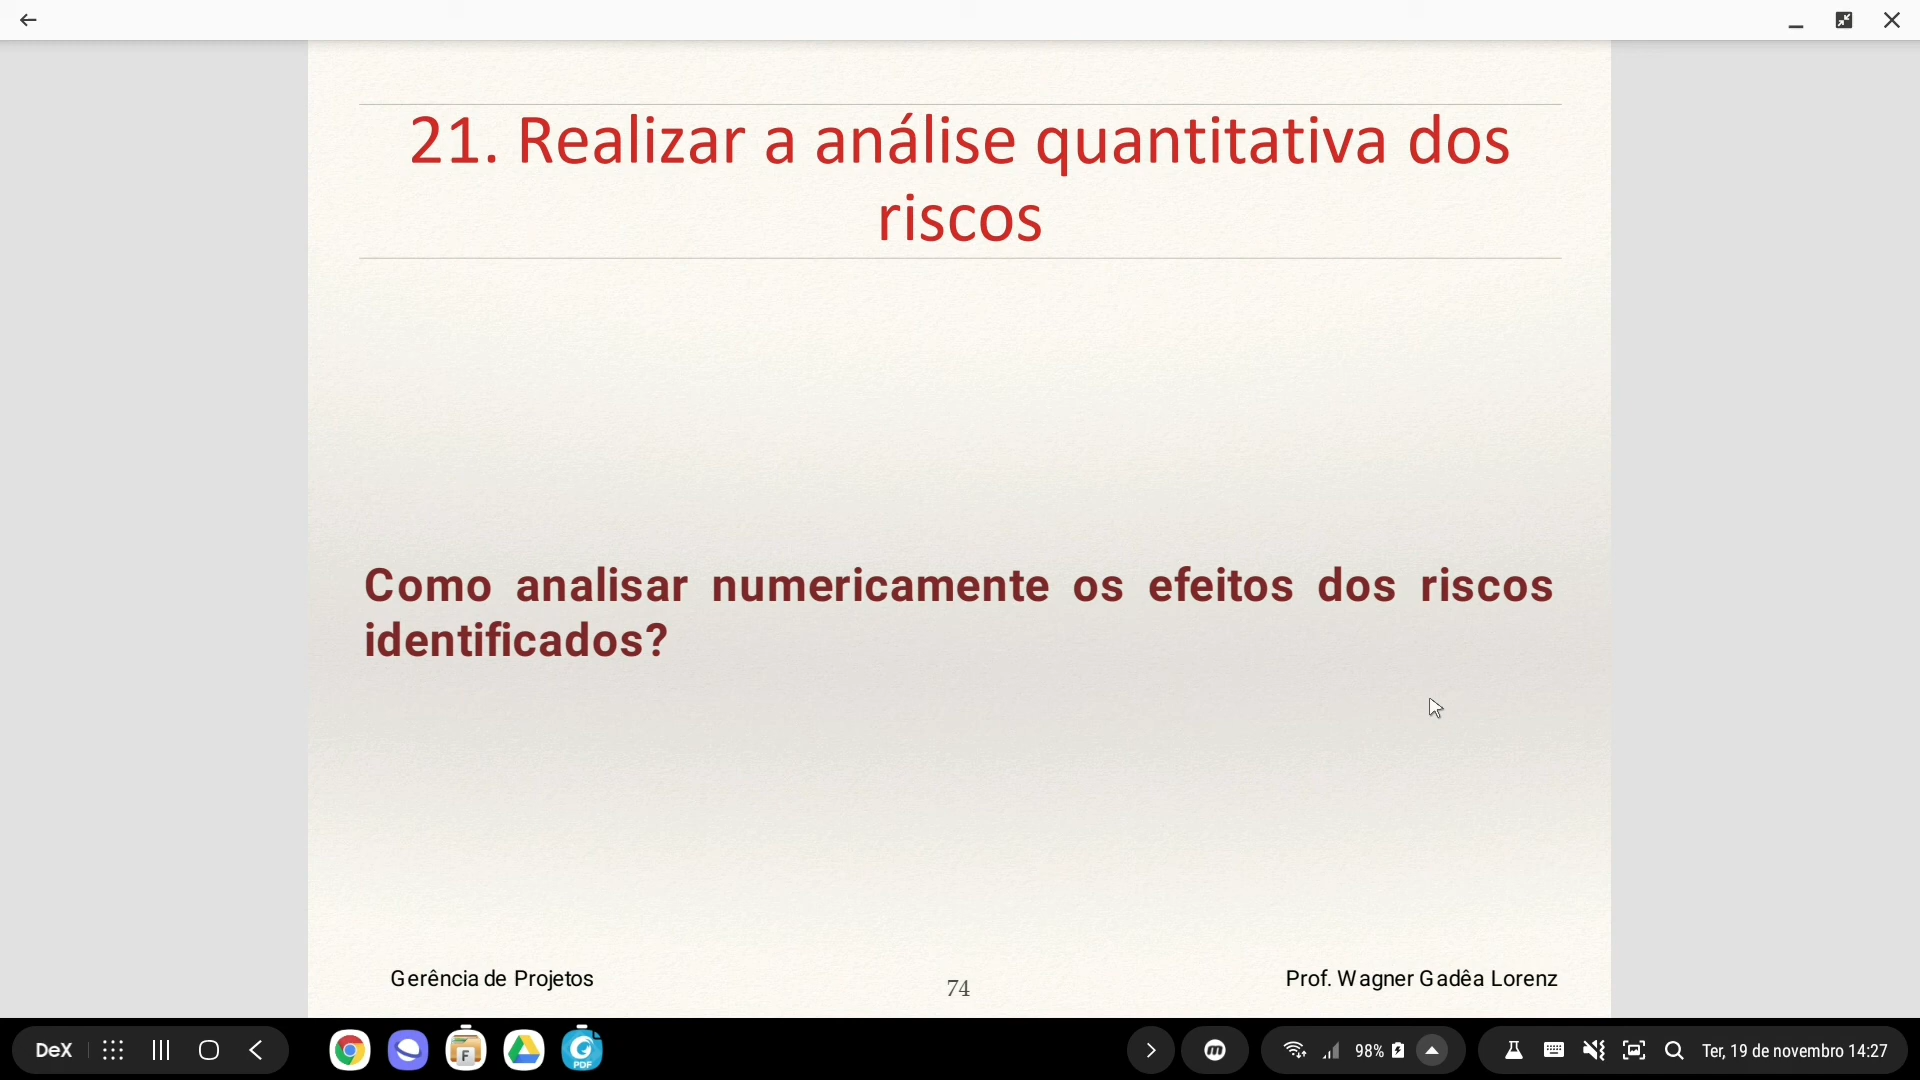 21. Realizar a análise quantitativa dos
riscos
Como analisar numericamente os efeitos dos riscos
identificados?
Gerência de Projetos
74
Prof. Wagner Gadêa Lorenz
DeX
F
PDF
m
98%
Ter, 19 de novembro 14:27